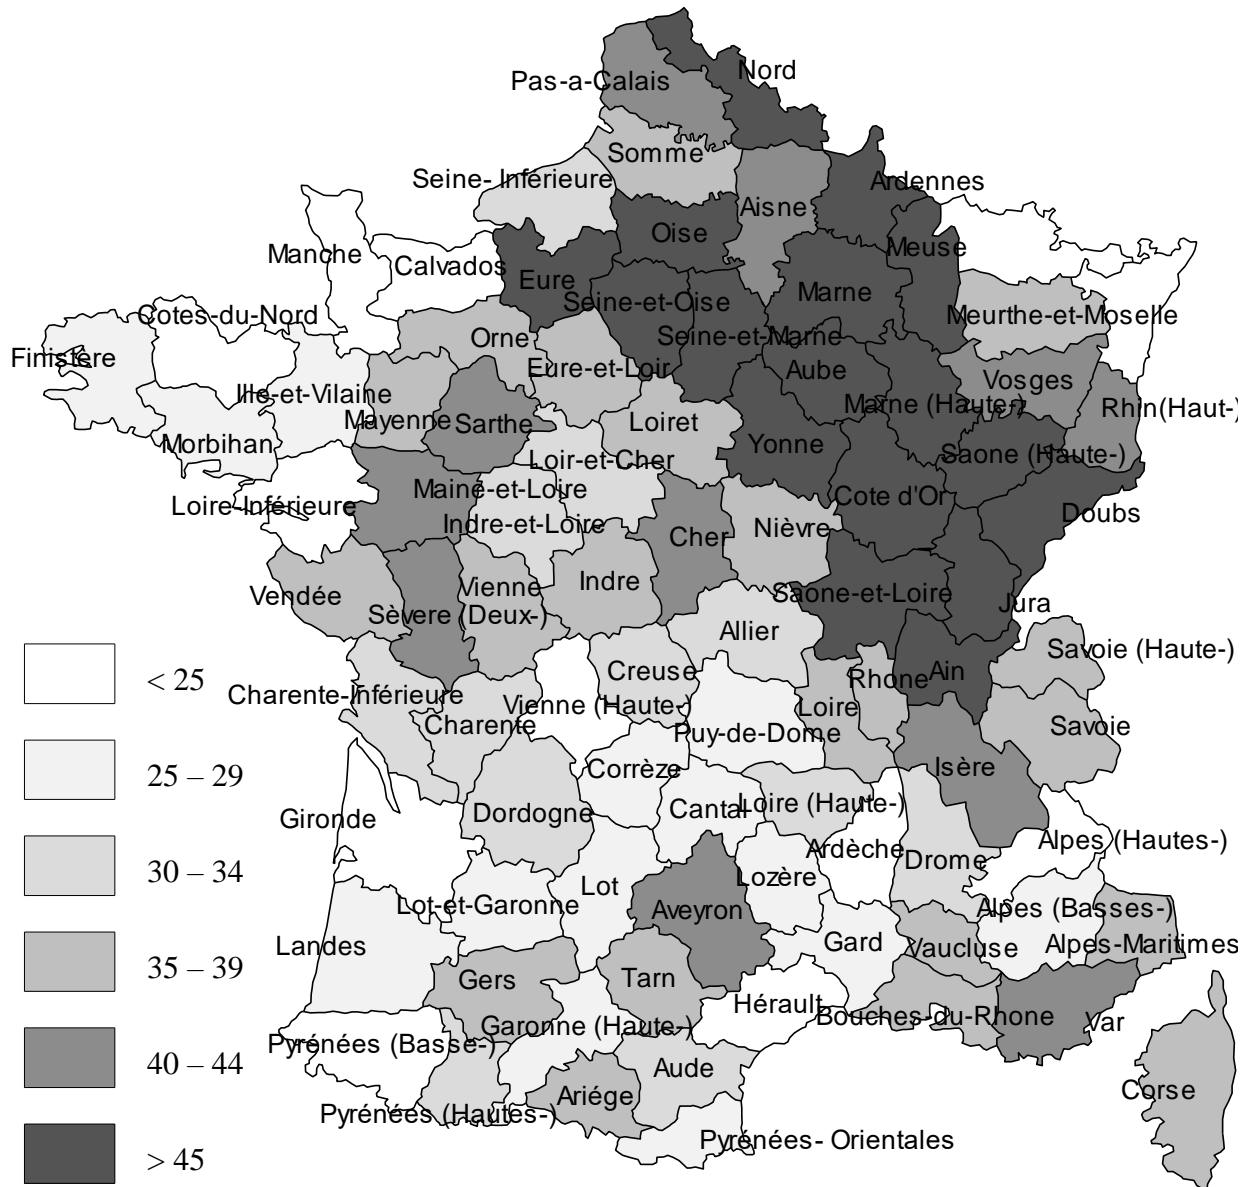 Nord
Pas-a-Calais
Somme
Seine- Inférieure
Ardennes
Aisne
Oise
Meuse
Manche
Calvados
Eure
Marne
Seine-et-Oise
Cotes-du-Nord
Meurthe-et-Moselle
Seine-et-Marne
Orne
Finistère
Eure-et-Loir
Aube
Vosges
Ille-et-Vilaine
Marne (Haute-)
Rhin(Haut-)
Mayenne
Sarthe
Loiret
Morbihan
Yonne
Saone (Haute-)
Loir-et-Cher
Maine-et-Loire
Cote d'Or
Loire-Inférieure
Doubs
Indre-et-Loire
Nièvre
Cher
Vienne
Indre
Saone-et-Loire
Vendée
Jura
Sèvere (Deux-)
Allier
Savoie (Haute-)
Creuse
Rhone
Ain
< 25
Charente-Inférieure
Vienne (Haute-)
Loire
Charente
Savoie
Puy-de-Dome
Isère
Corrèze
25 – 29
Loire (Haute-)
Cantal
Dordogne
Gironde
Alpes (Hautes-)
Ardèche
Drome
30 – 34
Lot
Lozère
Lot-et-Garonne
Aveyron
Alpes (Basses-)
Gard
Landes
Vaucluse
Alpes-Maritimes
35 – 39
Gers
Tarn
Hérault
Bouches-du-Rhone
Var
Garonne (Haute-)
Pyrénées (Basse-)
40 – 44
Aude
Corse
Ariége
Pyrénées (Hautes-)
Pyrénées- Orientales
> 45